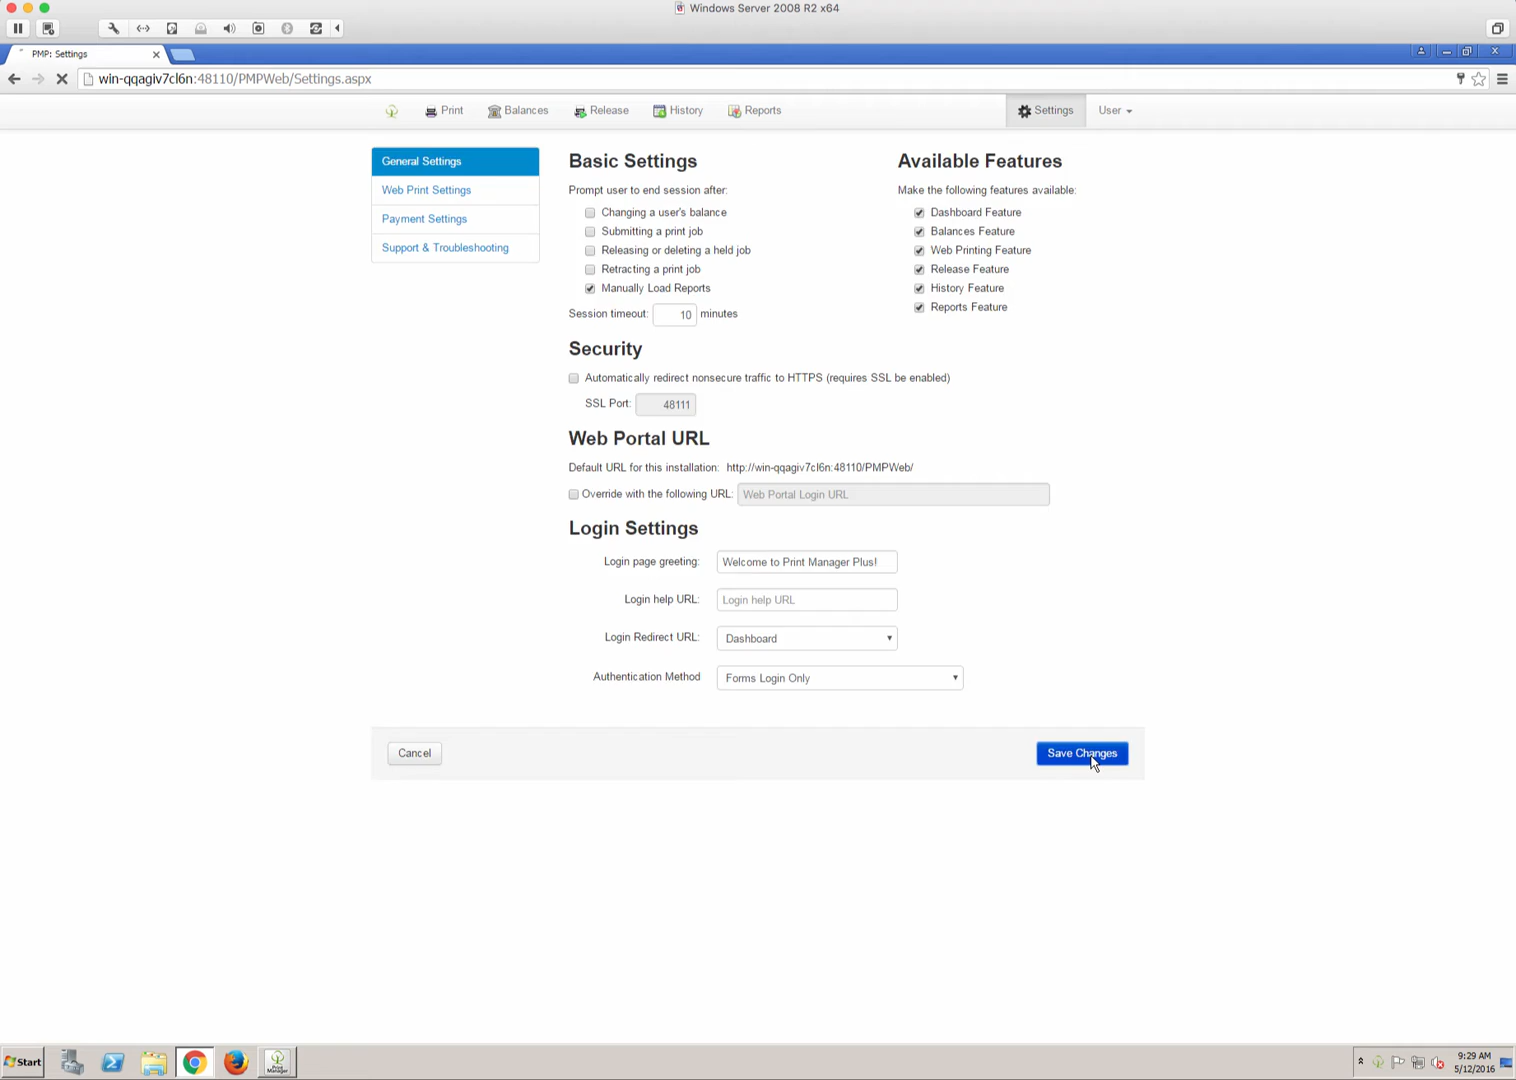 Windows Server 2008 R2 x64
PMP: Settings
win-qqagiv7cl6n:48110/PMPWeb/Settings.aspx
Print Balances Release History Reports Settings User
General Settings
Web Print Settings
Payment Settings
Support & Troubleshooting
Basic Settings
Prompt user to end session after:
Changing a user's balance
Submitting a print job
Releasing or deleting a held job
Retracting a print job
Manually Load Reports
Session timeout: 10 minutes
Available Features
Make the following features available:
Dashboard Feature
Balances Feature
Web Printing Feature
Release Feature
History Feature
Reports Feature
Security
Automatically redirect nonsecure traffic to HTTPS (requires SSL be enabled)
SSL Port: 48111
Web Portal URL
Default URL for this installation: http://win-qqagiv7cl6n:48110/PMPWeb/
Override with the following URL: Web Portal Login URL
Login Settings
Login page greeting: Welcome to Print Manager Plus!
Login help URL: Login help URL
Login Redirect URL: Dashboard
Authentication Method Forms Login Only
Cancel Save Changes
Start
Print
Manager
9:29 AM
5/12/2016